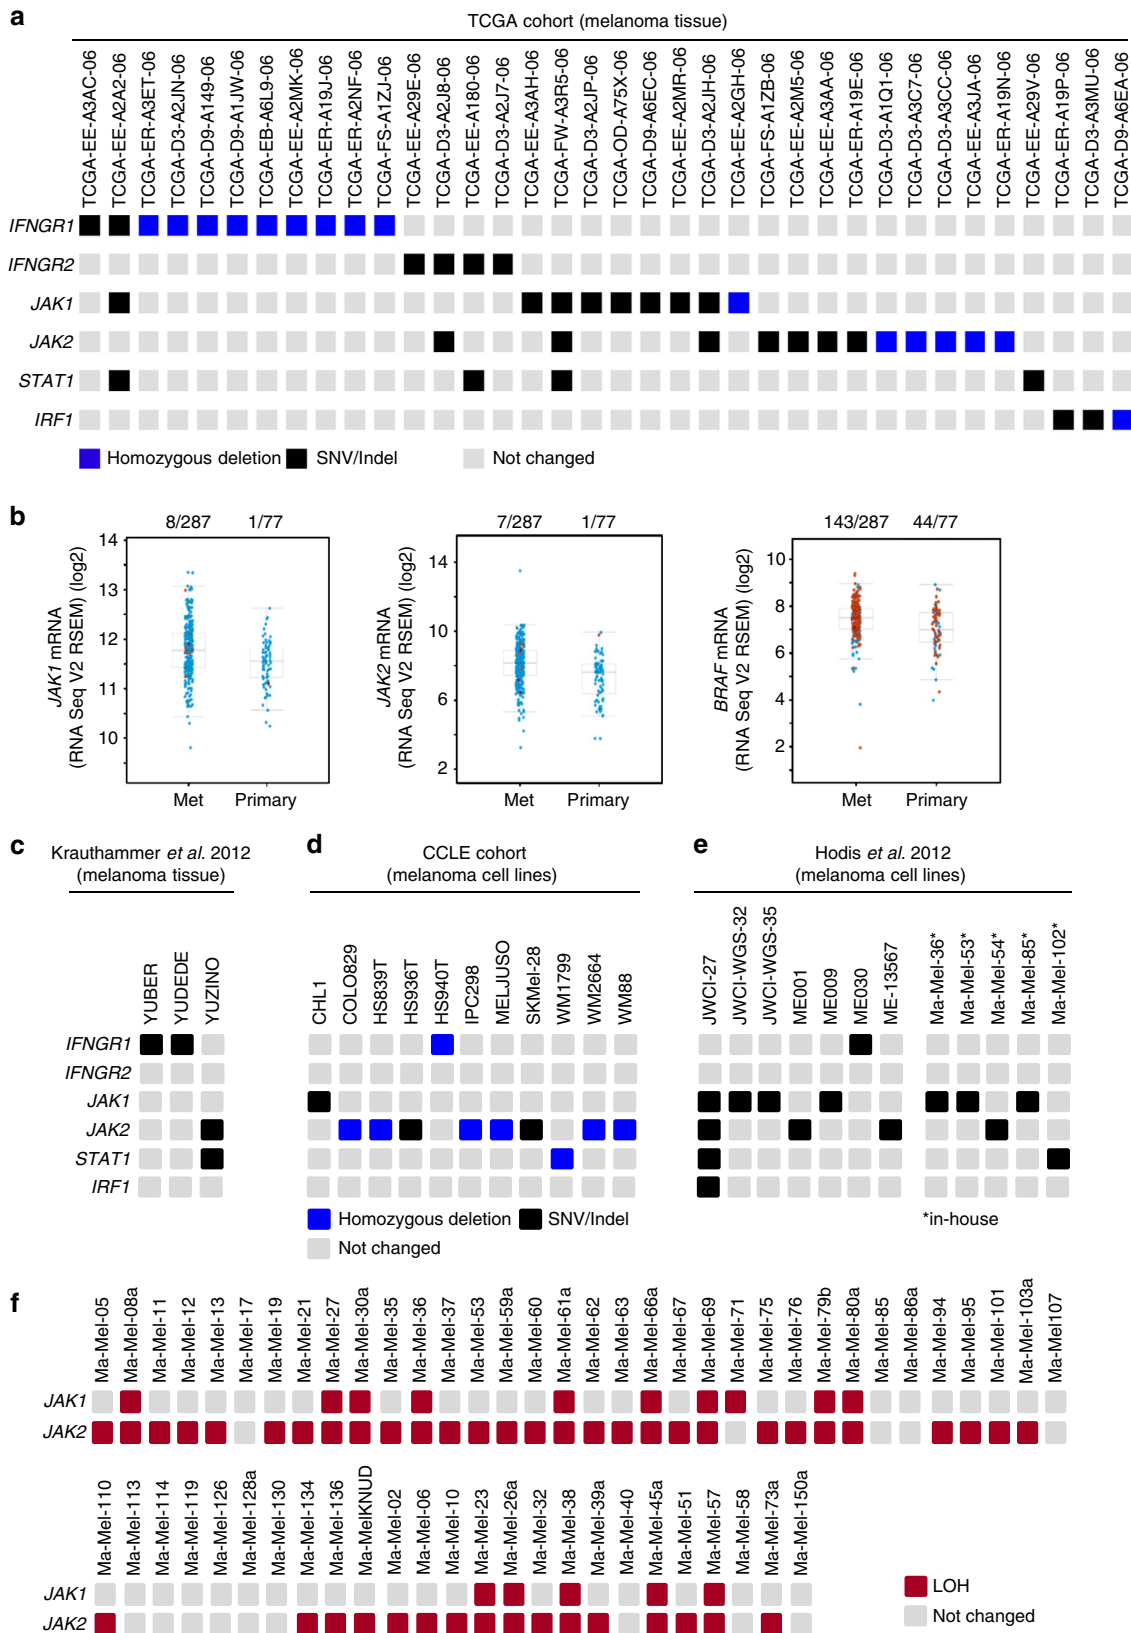 a
TCGA cohort (melanoma tissue)
TCGA-EE-A3AC-06
TCGA-EE-A2A2-06
TCGA-ER-A3ET-06
TCGA-D3-A2JN-06
TCGA-D9-A149-06
TCGA-D9-A1JW-06
TCGA-EB-A6L9-06
TCGA-EE-A2MK-06
TCGA-ER-A19J-06
TCGA-ER-A2NF-06
TCGA-FS-A1ZJ-06
TCGA-EE-A29E-06
TCGA-D3-A2J8-06
TCGA-EE-A180-06
TCGA-D3-A2J7-06
TCGA-EE-A3AH-06
TCGA-FW-A3R5-06
TCGA-D3-A2JP-06
TCGA-OD-A75X-06
TCGA-D9-A6EC-06
TCGA-EE-A2MR-06
TCGA-D3-A2JH-06
TCGA-EE-A2GH-06
TCGA-FS-A1ZB-06
TCGA-EE-A2M5-06
TCGA-EE-A3AA-06
TCGA-ER-A19E-06
TCGA-D3-A1Q1-06
TCGA-D3-A3C7-06
TCGA-D3-A3CC-06
TCGA-EE-A3JA-06
TCGA-ER-A19N-06
TCGA-EE-A29V-06
TCGA-ER-A19P-06
TCGA-D3-A3MU-06
TCGA-D9-A6EA-06
IFNGR1
IFNGR2
JAK1
JAK2
STAT1
IRF1
Homozygous deletion
SNV/Indel
Not changed
b
8/287 1/77
JAK1 mRNA
(RNA Seq V2 RSEM) (log2)
14
13
12
11
10
Met Primary
7/287 1/77
JAK2 mRNA
(RNA Seq V2 RSEM) (log2)
14
10
6
2
Met Primary
143/287 44/77
BRAF mRNA
(RNA Seq V2 RSEM) (log2)
10
8
6
4
2
Met Primary
c
Krauthammer et al. 2012
(melanoma tissue)
YUBER
YUDEDE
YUZINO
IFNGR1
IFNGR2
JAK1
JAK2
STAT1
IRF1
d
CCLE cohort
(melanoma cell lines)
CHL1
COLO829
HS839T
HS936T
HS940T
IPC298
MELJUSO
SKMel-28
WM1799
WM2664
WM88
Homozygous deletion
SNV/Indel
Not changed
e
Hodis et al. 2012
(melanoma cell lines)
JWCI-27
JWCI-WGS-32
JWCI-WGS-35
ME001
ME009
ME030
ME-13567
Ma-Mel-36*
Ma-Mel-53*
Ma-Mel-54*
Ma-Mel-85*
Ma-Mel-102*
*in-house
f
Ma-Mel-05
Ma-Mel-08a
Ma-Mel-11
Ma-Mel-12
Ma-Mel-13
Ma-Mel-17
Ma-Mel-19
Ma-Mel-21
Ma-Mel-27
Ma-Mel-30a
Ma-Mel-35
Ma-Mel-36
Ma-Mel-37
Ma-Mel-53
Ma-Mel-59a
Ma-Mel-60
Ma-Mel-61a
Ma-Mel-62
Ma-Mel-63
Ma-Mel-66a
Ma-Mel-67
Ma-Mel-69
Ma-Mel-71
Ma-Mel-75
Ma-Mel-76
Ma-Mel-79b
Ma-Mel-80a
Ma-Mel-85
Ma-Mel-86a
Ma-Mel-94
Ma-Mel-95
Ma-Mel-101
Ma-Mel-103a
Ma-Mel107
JAK1
JAK2
Ma-Mel-110
Ma-Mel-113
Ma-Mel-114
Ma-Mel-119
Ma-Mel-126
Ma-Mel-128a
Ma-Mel-130
Ma-Mel-134
Ma-Mel-136
Ma-MelKNUD
Ma-Mel-02
Ma-Mel-06
Ma-Mel-10
Ma-Mel-23
Ma-Mel-26a
Ma-Mel-32
Ma-Mel-38
Ma-Mel-39a
Ma-Mel-40
Ma-Mel-45a
Ma-Mel-51
Ma-Mel-57
Ma-Mel-58
Ma-Mel-73a
Ma-Mel-150a
JAK1
JAK2
LOH
Not changed